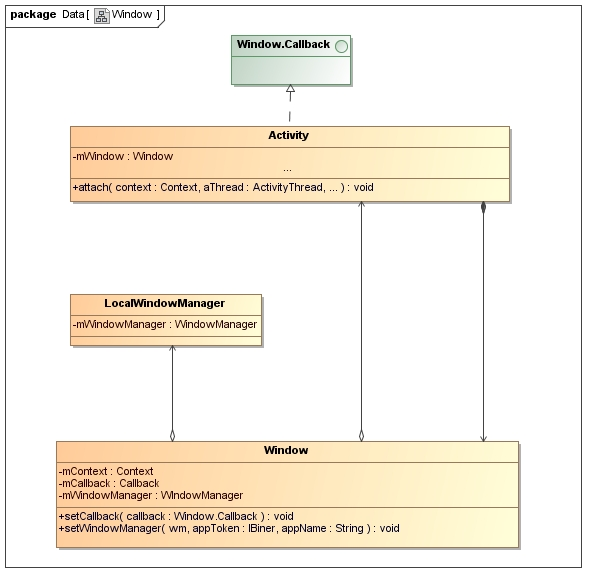 package Data[ Window ]
Window.Callback
Activity
-mWindow : Window
...
+attach( context : Context, aThread : ActivityThread, ... ) : void
LocalWindowManager
-mWindowManager : WindowManager
Window
-mContext : Context
-mCallback : Callback
-mWindowManager : WIndowManager
+setCallback( callback : Window.Callback ) : void
+setWindowManager( wm, appToken : IBiner, appName : String ) : void